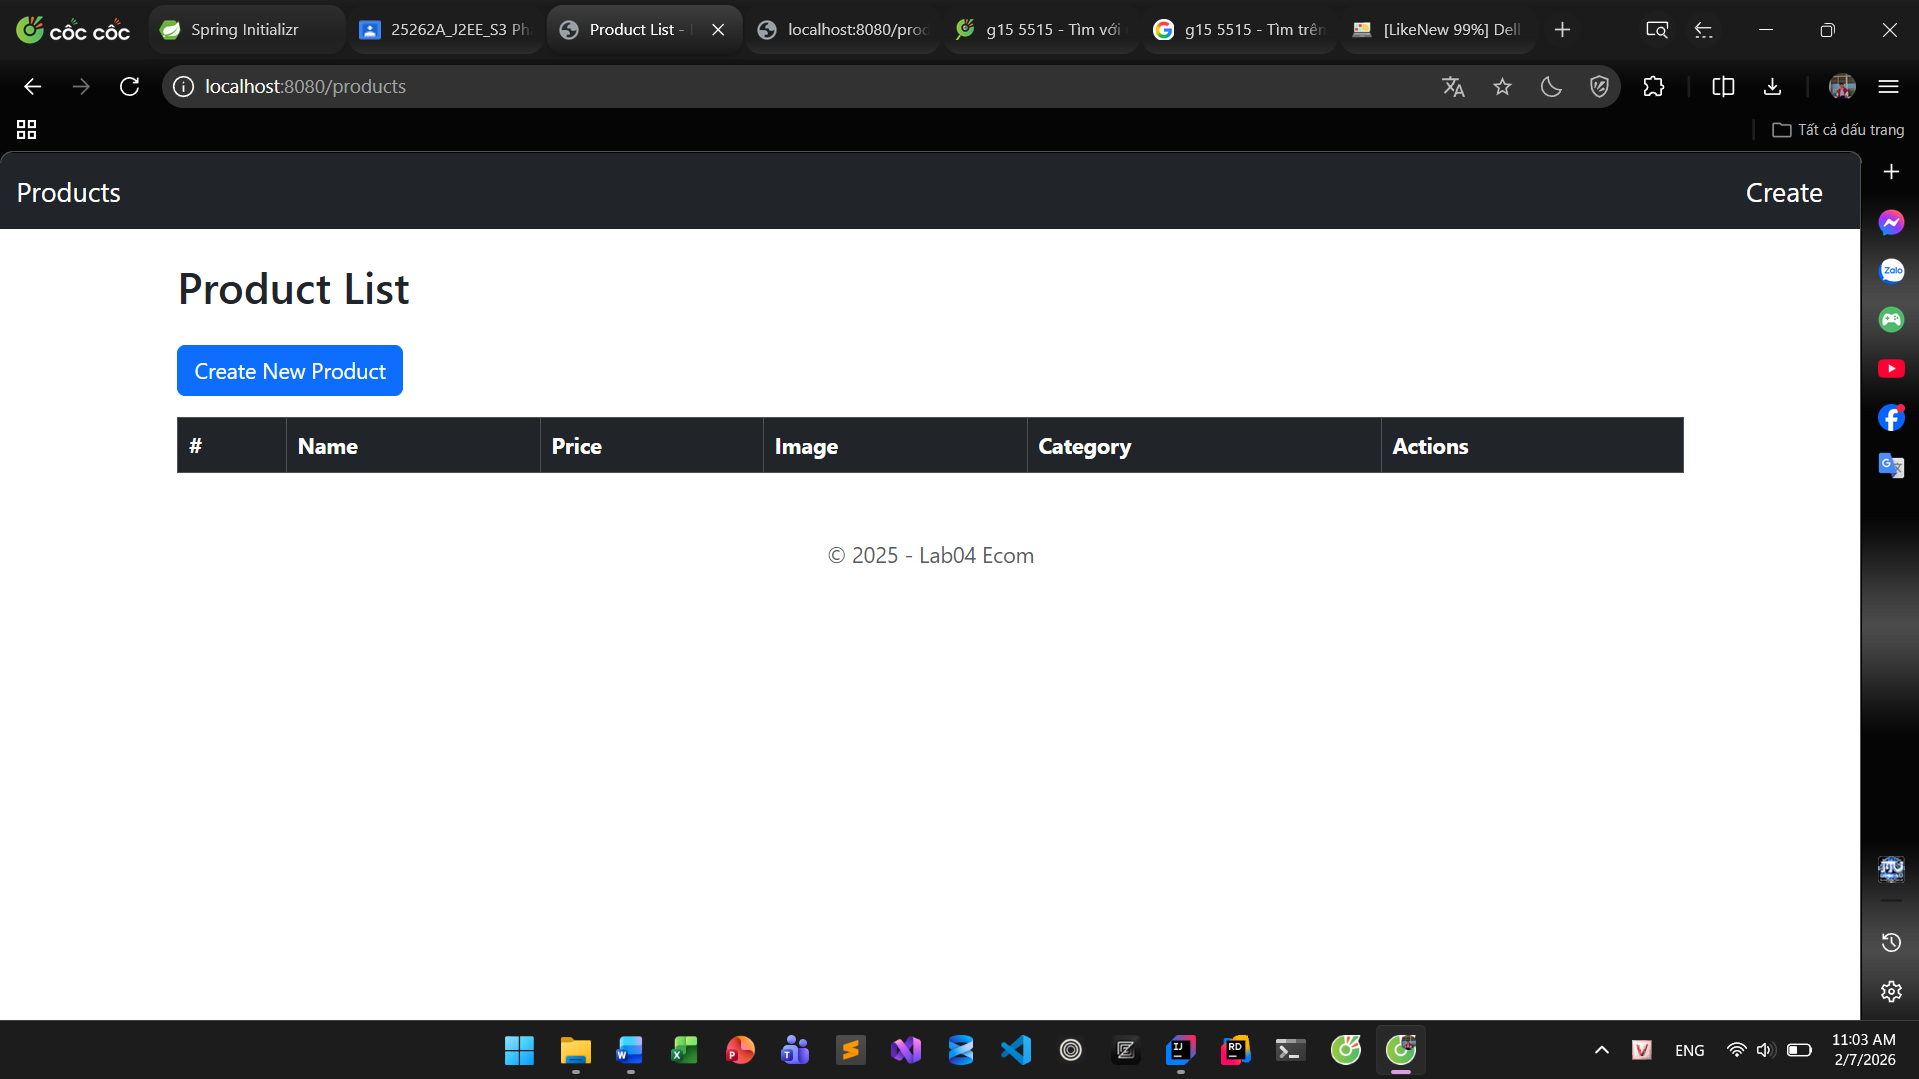 cốc cốc
Spring Initializr
25262A_J2EE_S3 Ph
Product List -
localhost:8080/prod
g15 5515 - Tìm với
g15 5515 - Tìm trên
[LikeNew 99%] Dell
localhost:8080/products
Tất cả dấu trang
Products
Create
Product List
Create New Product
# Name Price Image Category Actions
© 2025 - Lab04 Ecom
Zalo
ENG
11:03 AM
2/7/2026